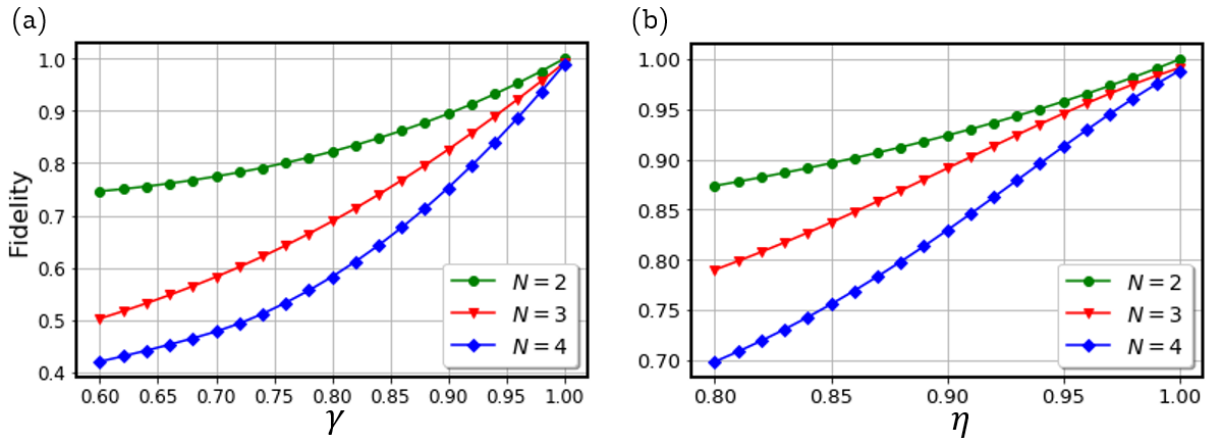 (a)
Fidelity
1.0
0.9
0.8
0.7
0.6
0.5
0.4
0.60 0.65 0.70 0.75 0.80 0.85 0.90 0.95 1.00
γ
N = 2
N = 3
N = 4
(b)
1.00
0.95
0.90
0.85
0.80
0.75
0.70
0.80 0.85 0.90 0.95 1.00
η
N = 2
N = 3
N = 4